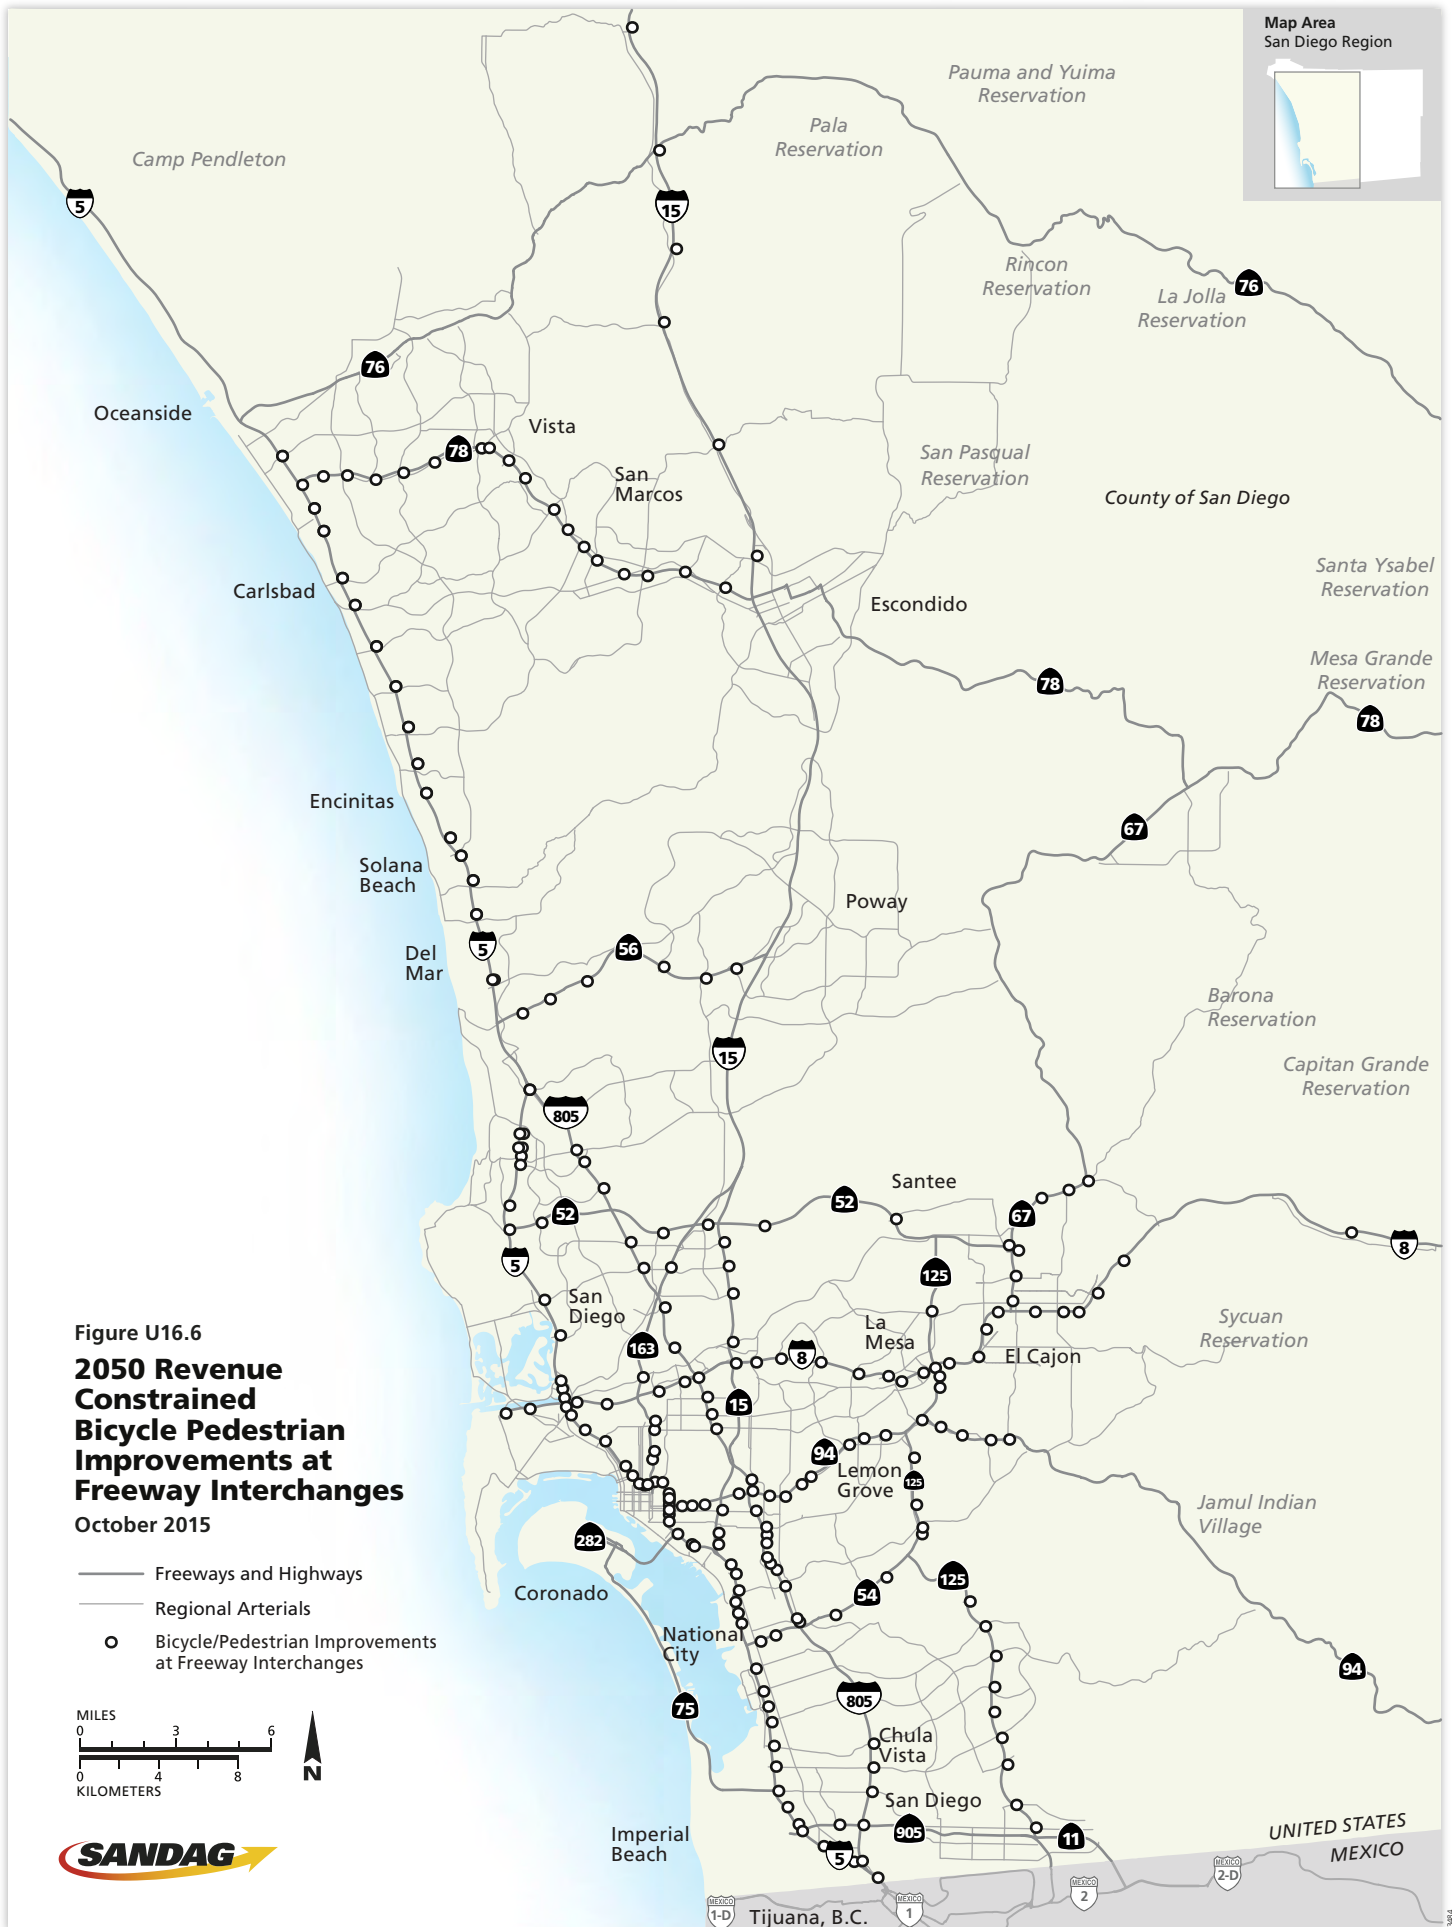 Map Area
San Diego Region
Pauma and Yuima
Reservation
Pala
Reservation
Camp Pendleton
5
15
Rincon
Reservation
76
La Jolla
Reservation
76
Oceanside
Vista
78
San
Marcos
San Pasqual
Reservation
County of San Diego
Santa Ysabel
Reservation
Carlsbad
Escondido
Mesa Grande
Reservation
78
78
Encinitas
67
Solana
Beach
Poway
5
56
Del
Mar
Barona
Reservation
15
Capitan Grande
Reservation
805
Santee
52
52
67
5
8
125
San
Diego
La
Mesa
Sycuan
Reservation
163
8
El Cajon
15
94
Lemon
Grove
125
Jamul Indian
Village
282
Coronado
125
54
National
City
94
75
805
Chula
Vista
San Diego
905
11
Imperial
Beach
5
UNITED STATES
MEXICO
MEXICO
1-D
Tijuana, B.C.
MEXICO
1
MEXICO
2
MEXICO
2-D
Figure U16.6
2050 Revenue
Constrained
Bicycle Pedestrian
Improvements at
Freeway Interchanges
October 2015
Freeways and Highways
Regional Arterials
Bicycle/Pedestrian Improvements
at Freeway Interchanges
MILES
0 3 6
0 4 8
KILOMETERS
N
SANDAG